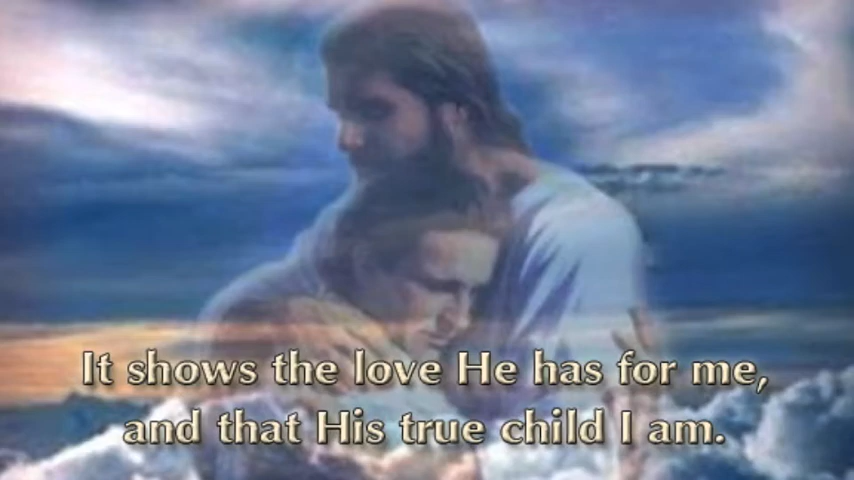 It shows the love He has for me,
and that His true child I am.